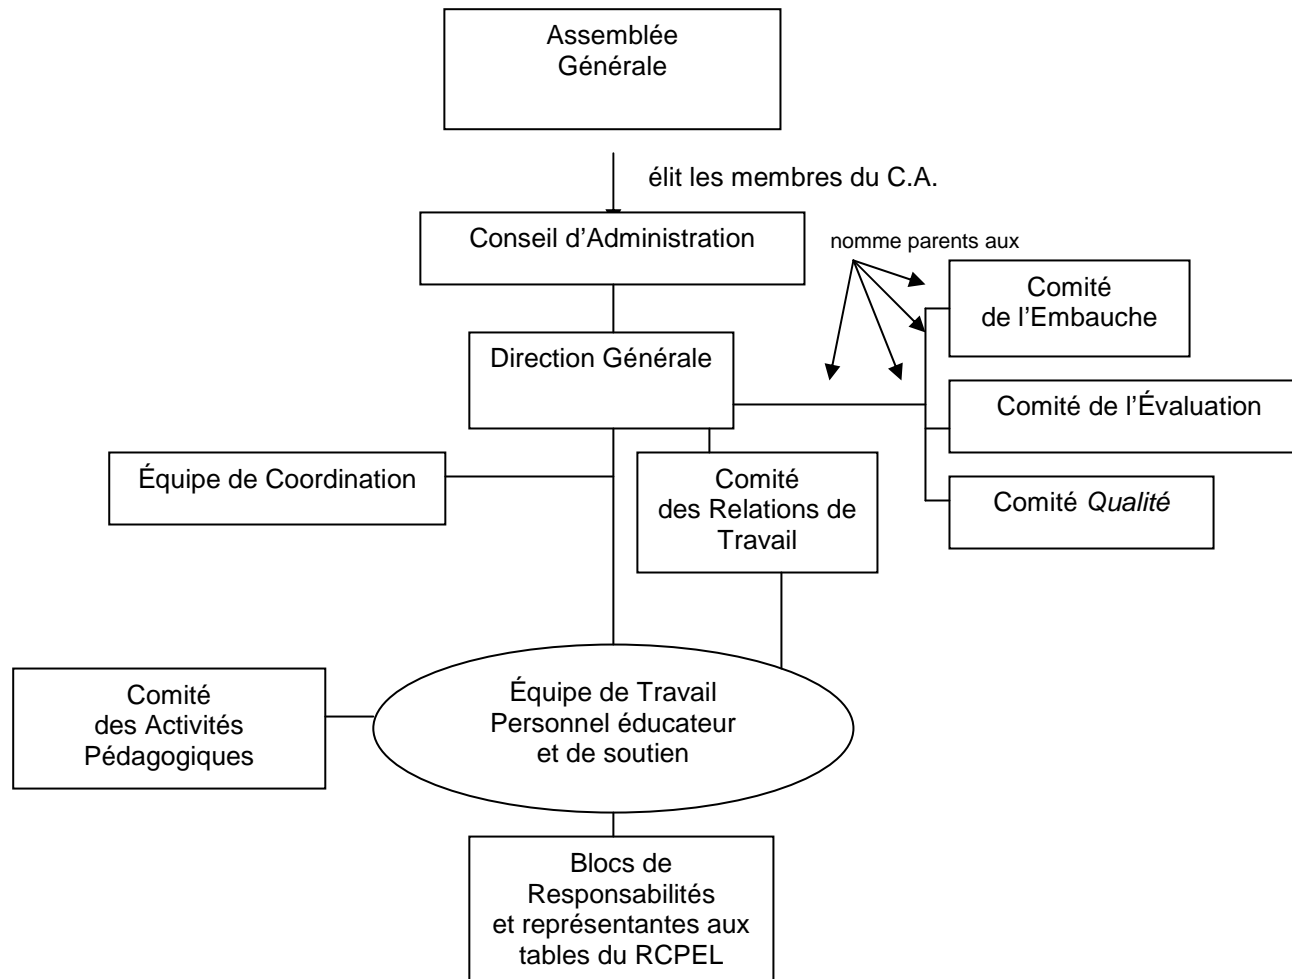 Assemblée
Générale
élit les membres du C.A.
Conseil d’Administration
nomme parents aux
Comité
de l’Embauche
Direction Générale
Comité de l’Évaluation
Équipe de Coordination
Comité
des Relations de
Travail
Comité Qualité
Comité
des Activités
Pédagogiques
Équipe de Travail
Personnel éducateur
et de soutien
Blocs de
Responsabilités
et représentantes aux
tables du RCPEL